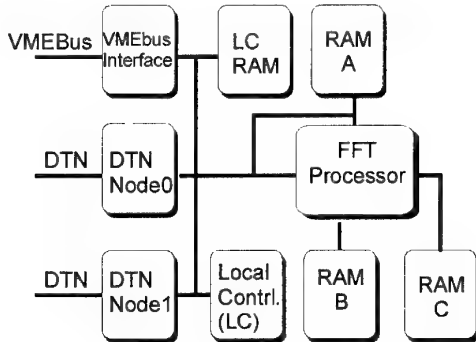 VMEBus
VMEbus
Interface
LC
RAM
RAM
A
FFT
Processor
DTN
DTN
Node0
DTN
DTN
Node1
Local
Contrl.
(LC)
RAM
B
RAM
C